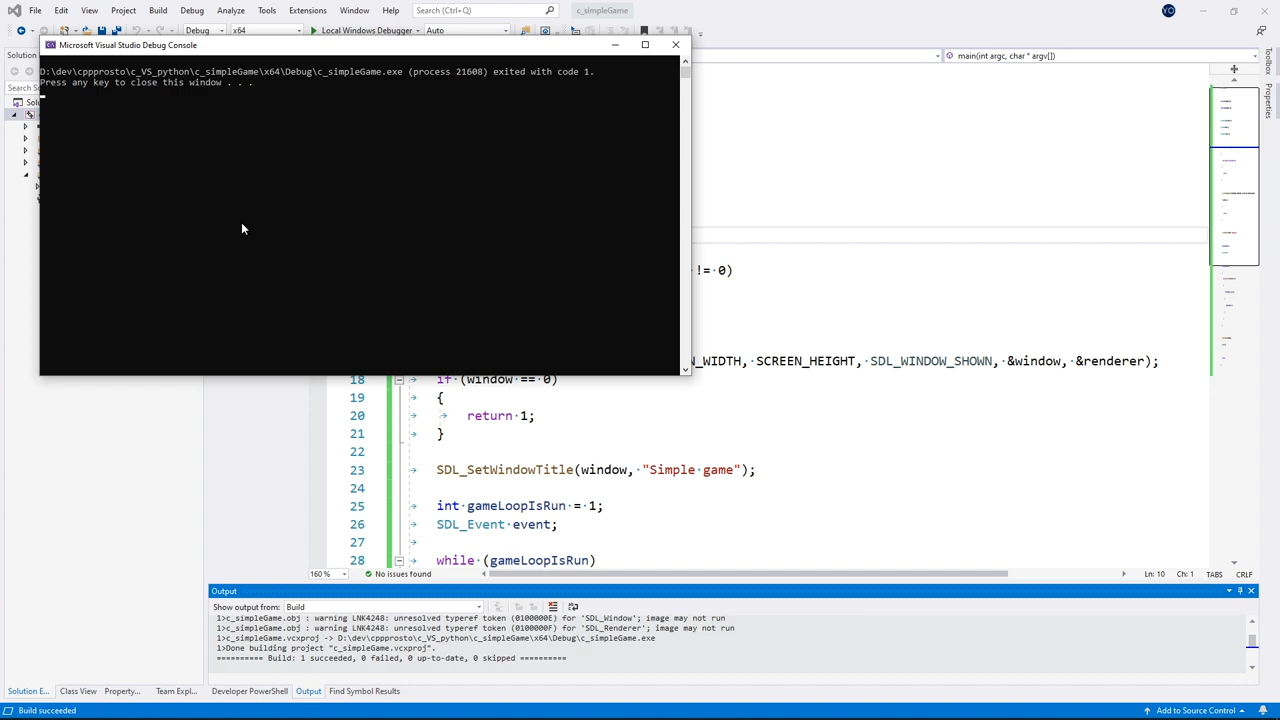 File Edit View Project Build Debug Analyze Tools Extensions Window Help Search (Ctrl+Q) c_simpleGame YO
Debug x64 Local Windows Debugger Auto
Microsoft Visual Studio Debug Console
main(int argc, char * argv[])
D:\dev\cppprosto\c_VS_python\c_simpleGame\x64\Debug\c_simpleGame.exe (process 21608) exited with code 1.
Press any key to close this window . . .
Solution
Search So
Solu
Toolbox
Properties
!= 0)
N_WIDTH, SCREEN_HEIGHT, SDL_WINDOW_SHOWN, &window, &renderer);
18 if (window == 0)
19 {
20 return 1;
21 }
22
23 SDL_SetWindowTitle(window, "Simple game");
24
25 int gameLoopIsRun = 1;
26 SDL_Event event;
27
28 while (gameLoopIsRun)
160 % No issues found Ln: 10 Ch: 1 TABS CRLF
Output
Show output from: Build
1>c_simpleGame.obj : warning LNK4248: unresolved typeref token (0100000E) for 'SDL_Window'; image may not run
1>c_simpleGame.obj : warning LNK4248: unresolved typeref token (0100000F) for 'SDL_Renderer'; image may not run
1>c_simpleGame.vcxproj -> D:\dev\cppprosto\c_VS_python\c_simpleGame\x64\Debug\c_simpleGame.exe
1>Done building project "c_simpleGame.vcxproj".
========== Build: 1 succeeded, 0 failed, 0 up-to-date, 0 skipped ==========
Solution E... Class View Property... Team Expl... Developer PowerShell Output Find Symbol Results
Build succeeded Add to Source Control